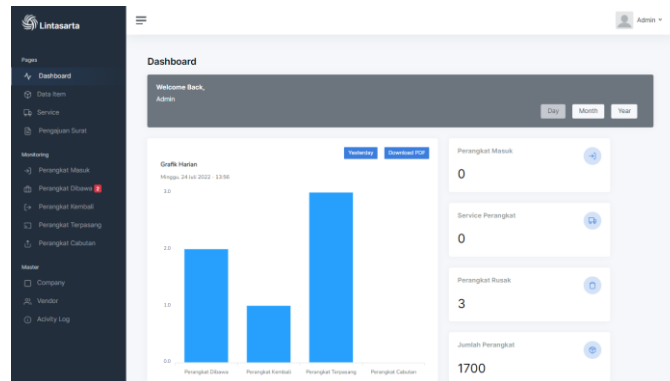 Lintasarta
Admin
Pages
Dashboard
Data Item
Service
Pengajuan Surat
Monitoring
Perangkat Masuk
Perangkat Dibawa 2
Perangkat Kembali
Perangkat Terpasang
Perangkat Cabutan
Master
Company
Vendor
Acivity Log
Dashboard
Welcome Back,
Admin
Day Month Year
Yesterday Download PDF
Grafik Harian
Minggu, 24 Juli 2022 - 13:56
3.0
2.0
1.0
0.0
Perangkat Dibawa Perangkat Kembali Perangkat Terpasang Perangkat Cabutan
Perangkat Masuk
0
Service Perangkat
0
Perangkat Rusak
3
Jumlah Perangkat
1700